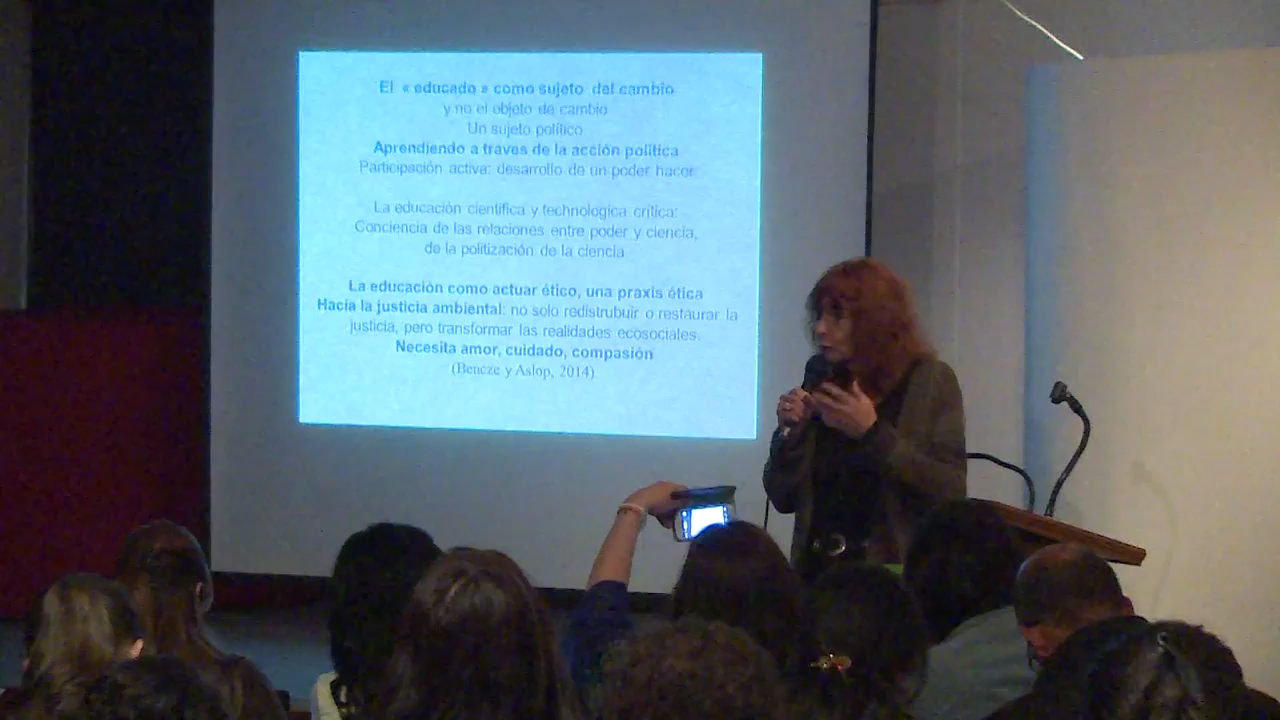 El « educado » como sujeto del cambio
y no el objeto de cambio
Un sujeto político
Aprendiendo a traves de la acción política
Participación activa: desarrollo de un poder hacer
La educación científica y technologica crítica:
Conciencia de las relaciones entre poder y ciencia,
de la politización de la ciencia
La educación como actuar ético, una praxis ética
Hacia la justicia ambiental: no solo redistrubuir o restaurar la
justicia, pero transformar las realidades ecosociales.
Necesita amor, cuidado, compasión
(Bencze y Aslop, 2014)